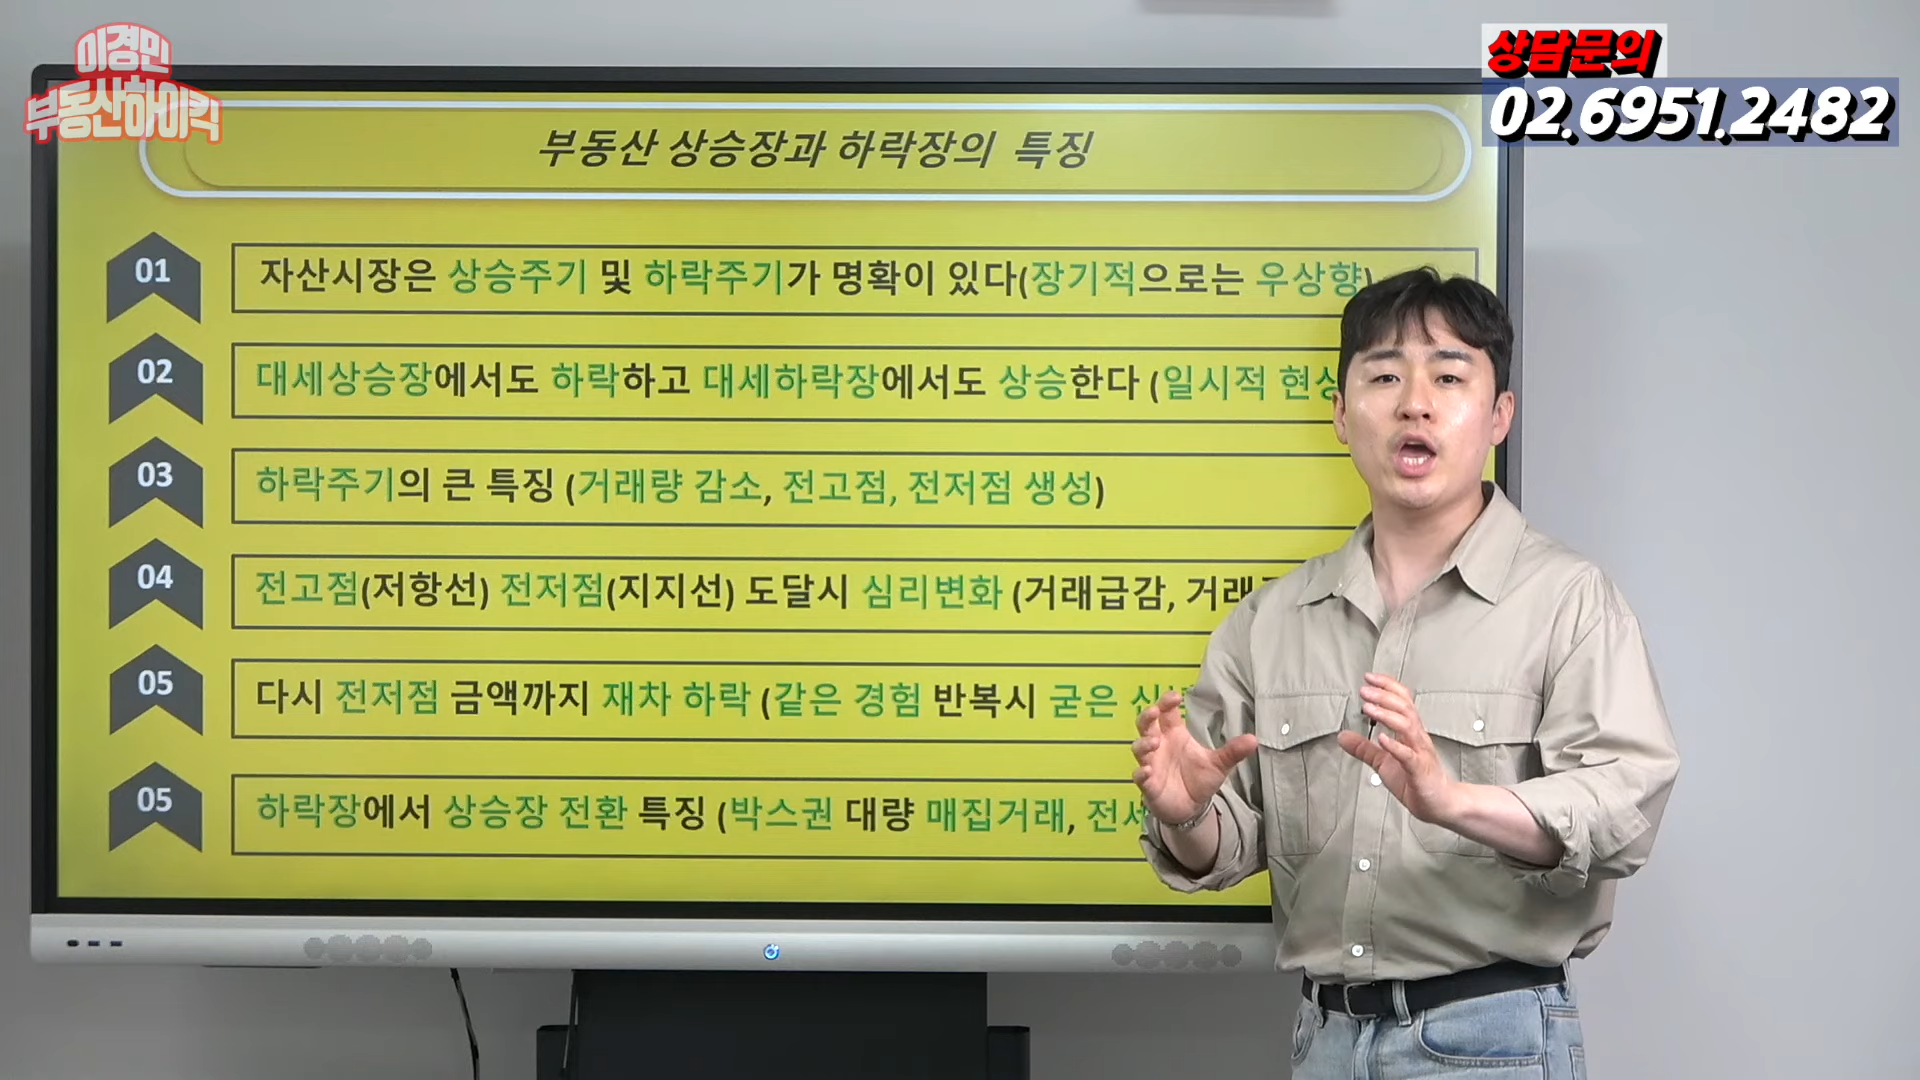 이경민
부동산하이킥
상담문의
02.6951.2482
부동산 상승장과 하락장의 특징
01
자산시장은 상승주기 및 하락주기가 명확이 있다(장기적으로는 우상향)
02
대세상승장에서도 하락하고 대세하락장에서도 상승한다 (일시적
03
하락주기의 큰 특징 (거래량 감소, 전고점, 전저점 생성)
04
전고점(저항선) 전저점(지지선) 도달시 심리변화 (거래급감,
05
다시 전저점 금액까지 재차 하락 (같은 경험 반복시 굳은
05
하락장에서 상승장 전환 특징 (박스권 대량 매집거래,